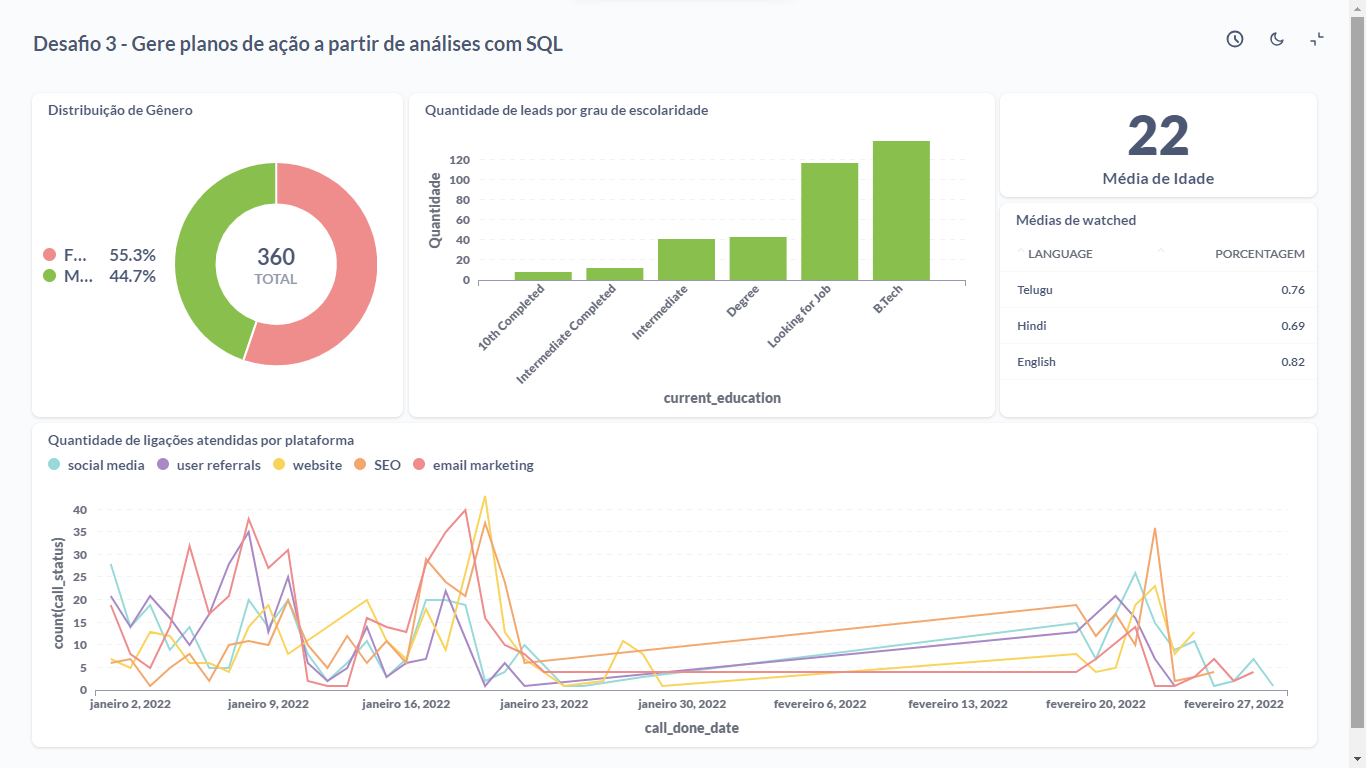 Desafio 3 - Gere planos de ação a partir de análises com SQL
Distribuição de Gênero
F... 55.3%
M... 44.7%
360
TOTAL
Quantidade de leads por grau de escolaridade
Quantidade
120
100
80
60
40
20
0
10th Completed
Intermediate Completed
Intermediate
Degree
Looking for Job
B.Tech
current_education
22
Média de Idade
Médias de watched
LANGUAGE PORCENTAGEM
Telugu 0.76
Hindi 0.69
English 0.82
Quantidade de ligações atendidas por plataforma
social media user referrals website SEO email marketing
count(call_status)
40
35
30
25
20
15
10
5
0
janeiro 2, 2022 janeiro 9, 2022 janeiro 16, 2022 janeiro 23, 2022 janeiro 30, 2022 fevereiro 6, 2022 fevereiro 13, 2022 fevereiro 20, 2022 fevereiro 27, 2022
call_done_date